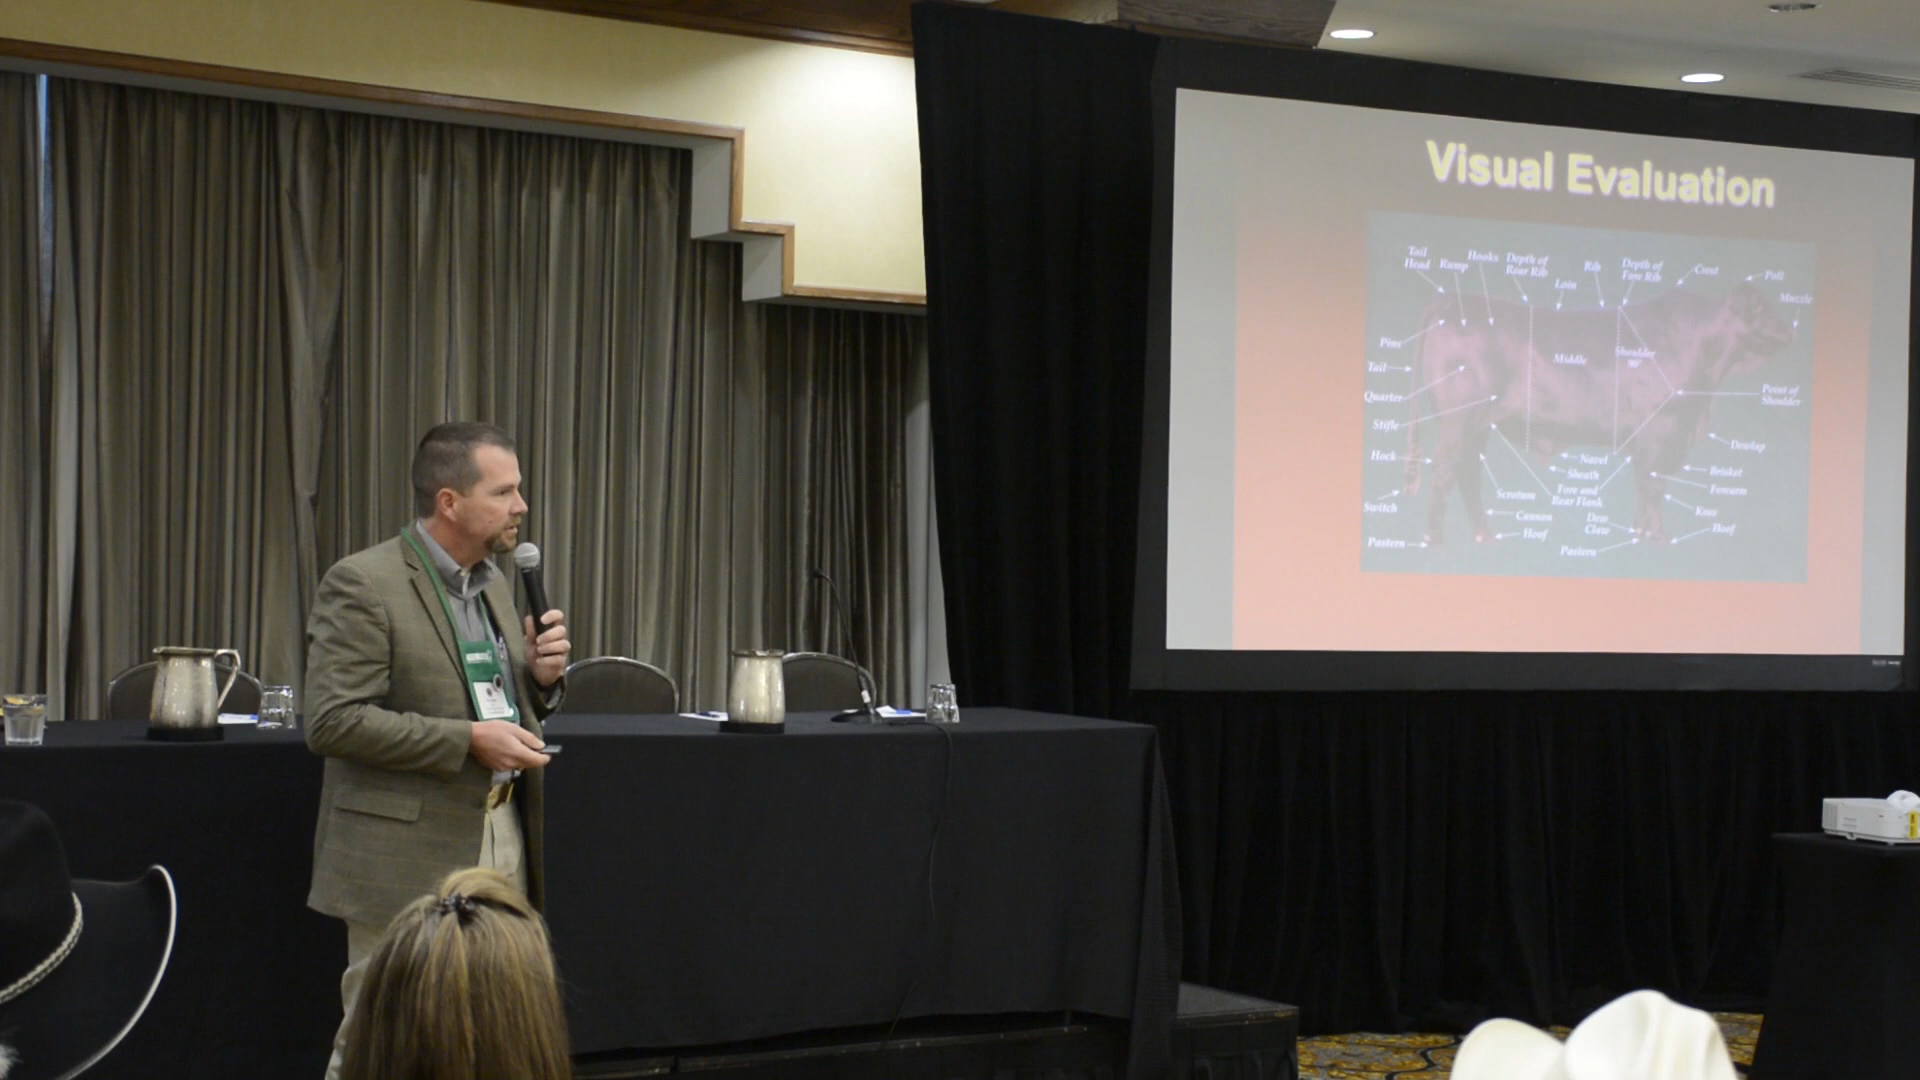 Visual Evaluation
Tail
Head
Rump
Hooks
Depth of
Rear Rib
Loin
Rib
Depth of
Fore Rib
Crest
Poll
Muzzle
Pins
Tail
Quarter
Stifle
Hock
Switch
Pastern
Middle
Shoulder
90°
Point of
Shoulder
Dewlap
Brisket
Forearm
Knee
Hoof
Navel
Sheath
Fore and
Rear Flank
Scrotum
Cannon
Hoof
Dew
Claw
Pastern